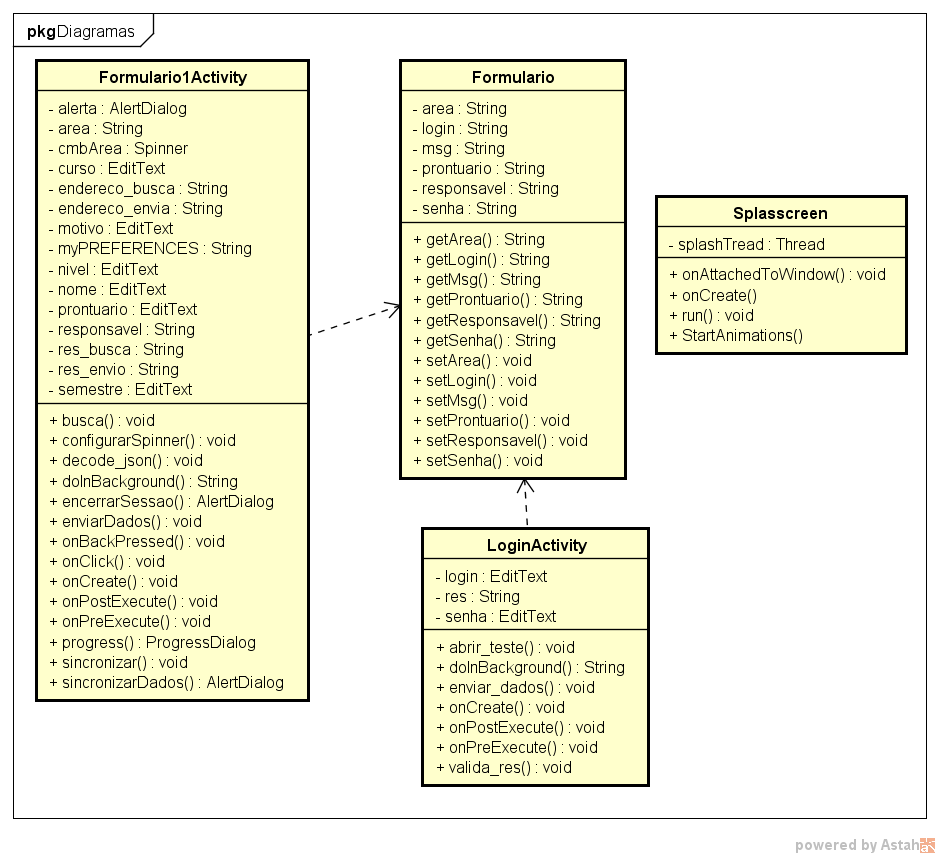 pkg Diagramas
Formulario1Activity
- alerta : AlertDialog
- area : String
- cmbArea : Spinner
- curso : EditText
- endereco_busca : String
- endereco_envia : String
- motivo : EditText
- myPREFERENCES : String
- nivel : EditText
- nome : EditText
- prontuario : EditText
- responsavel : String
- res_busca : String
- res_envio : String
- semestre : EditText
+ busca() : void
+ configurarSpinner() : void
+ decode_json() : void
+ doInBackground() : String
+ encerrarSessao() : AlertDialog
+ enviarDados() : void
+ onBackPressed() : void
+ onClick() : void
+ onCreate() : void
+ onPostExecute() : void
+ onPreExecute() : void
+ progress() : ProgressDialog
+ sincronizar() : void
+ sincronizarDados() : AlertDialog
Formulario
- area : String
- login : String
- msg : String
- prontuario : String
- responsavel : String
- senha : String
+ getArea() : String
+ getLogin() : String
+ getMsg() : String
+ getProntuario() : String
+ getResponsavel() : String
+ getSenha() : String
+ setArea() : void
+ setLogin() : void
+ setMsg() : void
+ setProntuario() : void
+ setResponsavel() : void
+ setSenha() : void
Splasscreen
- splashTread : Thread
+ onAttachedToWindow() : void
+ onCreate()
+ run() : void
+ StartAnimations()
LoginActivity
- login : EditText
- res : String
- senha : EditText
+ abrir_teste() : void
+ doInBackground() : String
+ enviar_dados() : void
+ onCreate() : void
+ onPostExecute() : void
+ onPreExecute() : void
+ valida_res() : void
powered by Astah